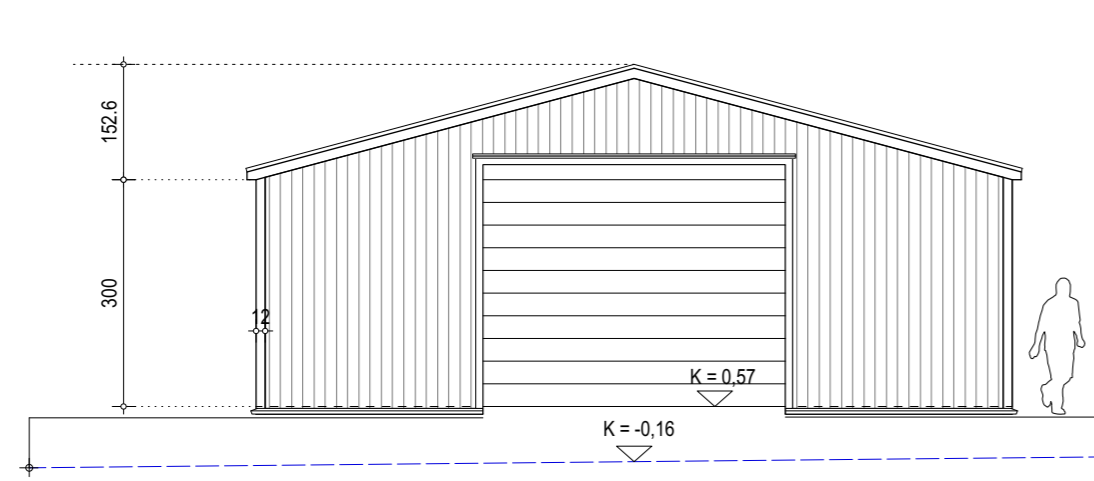 152.6
300
12
K = 0,57
K = -0,16